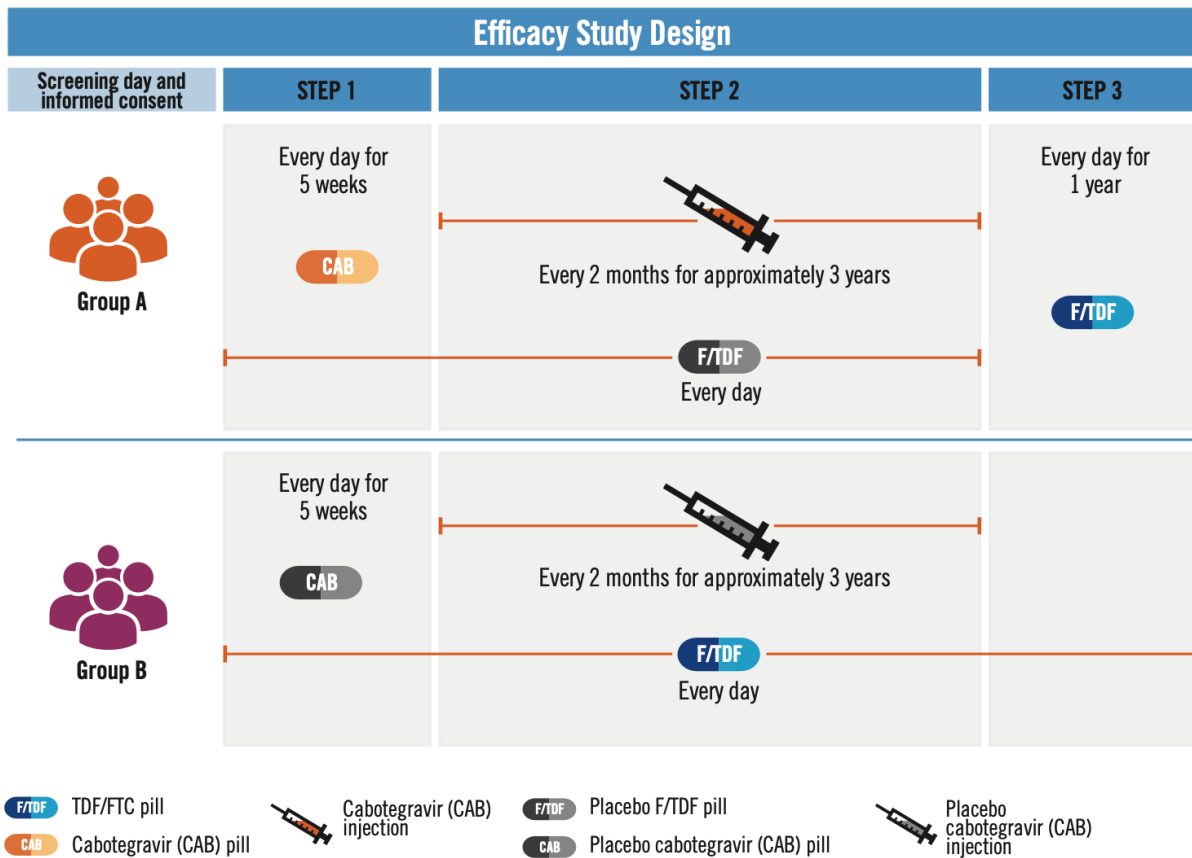 Efficacy Study Design
Screening day and
informed consent
STEP 1
STEP 2
STEP 3
Every day for
5 weeks
CAB
Every 2 months for approximately 3 years
Every day for
1 year
F/TDF
Group A
F/TDF
Every day
Every day for
5 weeks
CAB
Every 2 months for approximately 3 years
Group B
F/TDF
Every day
F/TDF
TDF/FTC pill
CAB
Cabotegravir (CAB) pill
Cabotegravir (CAB)
injection
F/TDF
Placebo F/TDF pill
CAB
Placebo cabotegravir (CAB) pill
Placebo
cabotegravir (CAB)
injection